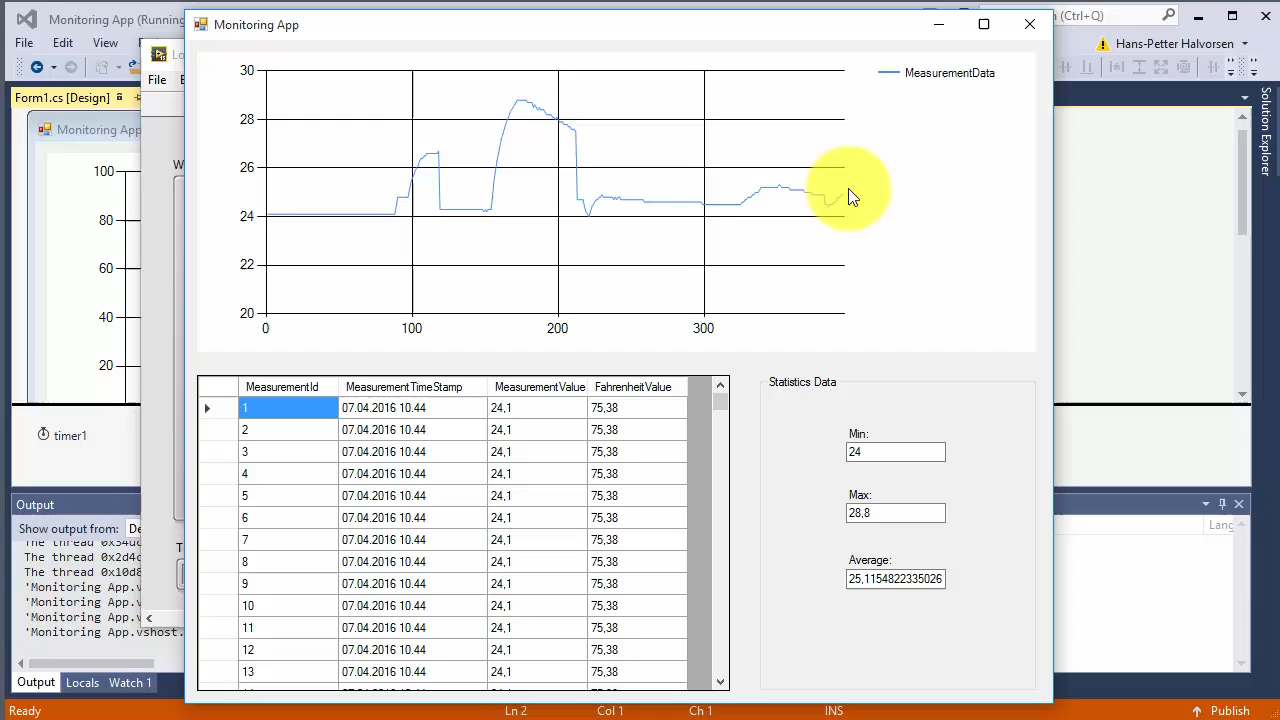 Monitoring App (Running
(Ctrl+Q)
File Edit View
Hans-Petter Halvorsen
Form1.cs [Design]
Monitoring App
100
80
60
40
20
timer1
Output
Show output from:
The thread 0x2d4c
The thread 0x10d8
'Monitoring App.v
'Monitoring App.v
'Monitoring App.v
'Monitoring App.vshost.
Output Locals Watch 1
Ready
Ln 2 Col 1 Ch 1 INS
Publish
Solution Explorer
Lang
File
Monitoring App
30
28
26
24
22
20
0 100 200 300
MeasurementData
MeasurementId MeasurementTimeStamp MeasurementValue FahrenheitValue
1 07.04.2016 10.44 24,1 75,38
2 07.04.2016 10.44 24,1 75,38
3 07.04.2016 10.44 24,1 75,38
4 07.04.2016 10.44 24,1 75,38
5 07.04.2016 10.44 24,1 75,38
6 07.04.2016 10.44 24,1 75,38
7 07.04.2016 10.44 24,1 75,38
8 07.04.2016 10.44 24,1 75,38
9 07.04.2016 10.44 24,1 75,38
10 07.04.2016 10.44 24,1 75,38
11 07.04.2016 10.44 24,1 75,38
12 07.04.2016 10.44 24,1 75,38
13 07.04.2016 10.44 24,1 75,38
Statistics Data
Min:
24
Max:
28,8
Average:
25,1154822335026